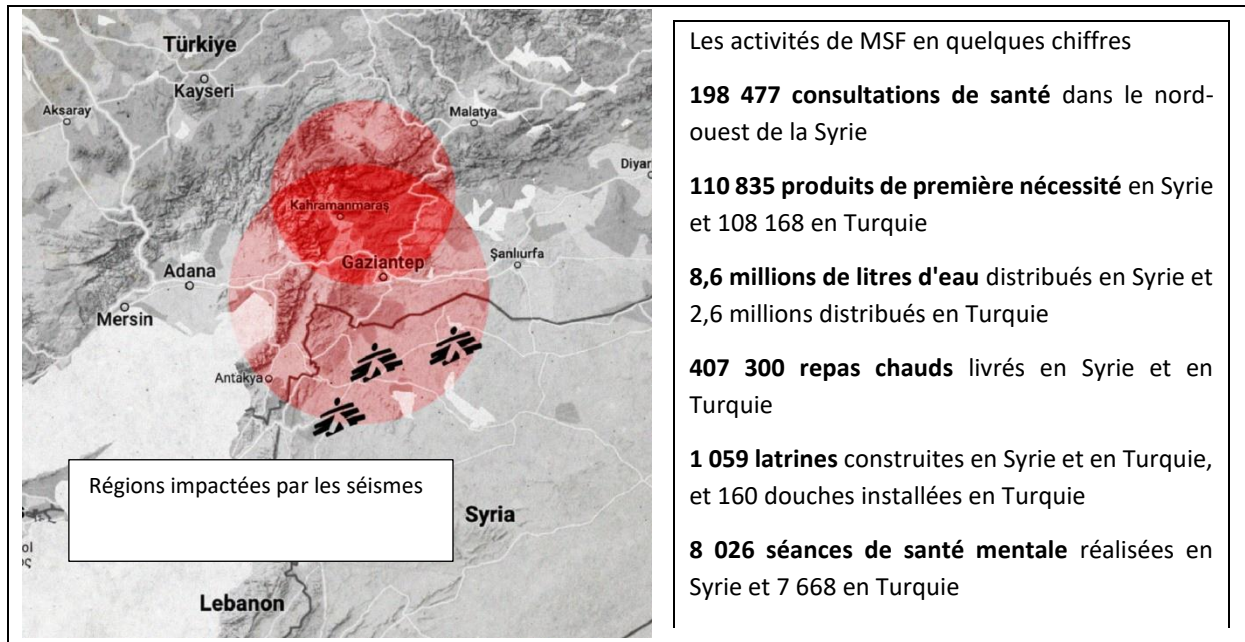 Türkiye
Kayseri
Aksaray
Malatya
Diyar
Kahramanmaraş
Gaziantep
Şanlıurfa
Adana
Mersin
Antakya
Régions impactées par les séismes
Syria
Lebanon
Les activités de MSF en quelques chiffres
198 477 consultations de santé dans le nord-
ouest de la Syrie
110 835 produits de première nécessité en Syrie
et 108 168 en Turquie
8,6 millions de litres d'eau distribués en Syrie et
2,6 millions distribués en Turquie
407 300 repas chauds livrés en Syrie et en
Turquie
1 059 latrines construites en Syrie et en Turquie,
et 160 douches installées en Turquie
8 026 séances de santé mentale réalisées en
Syrie et 7 668 en Turquie